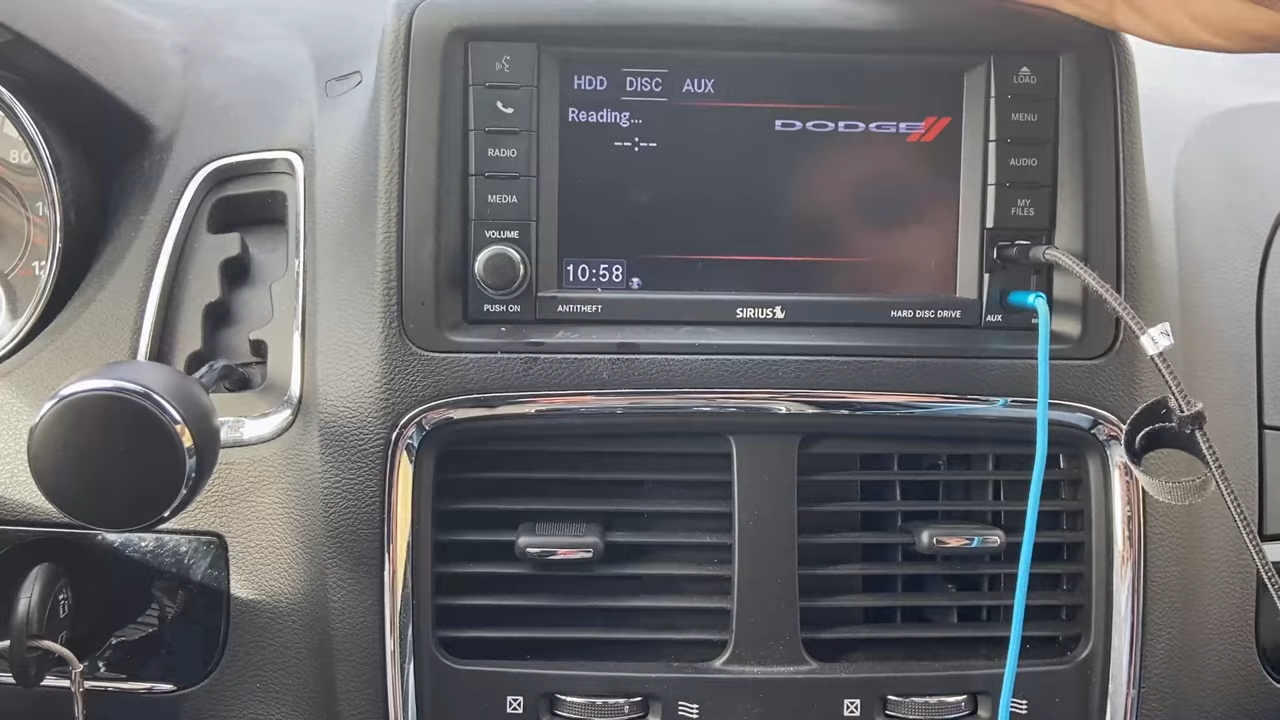 HDD DISC AUX
Reading...
--:--
DODGE
10:58
RADIO
MEDIA
VOLUME
PUSH ON
LOAD
MENU
AUDIO
MY
FILES
ANTITHEFT
SIRIUS
HARD DISC DRIVE
AUX
80